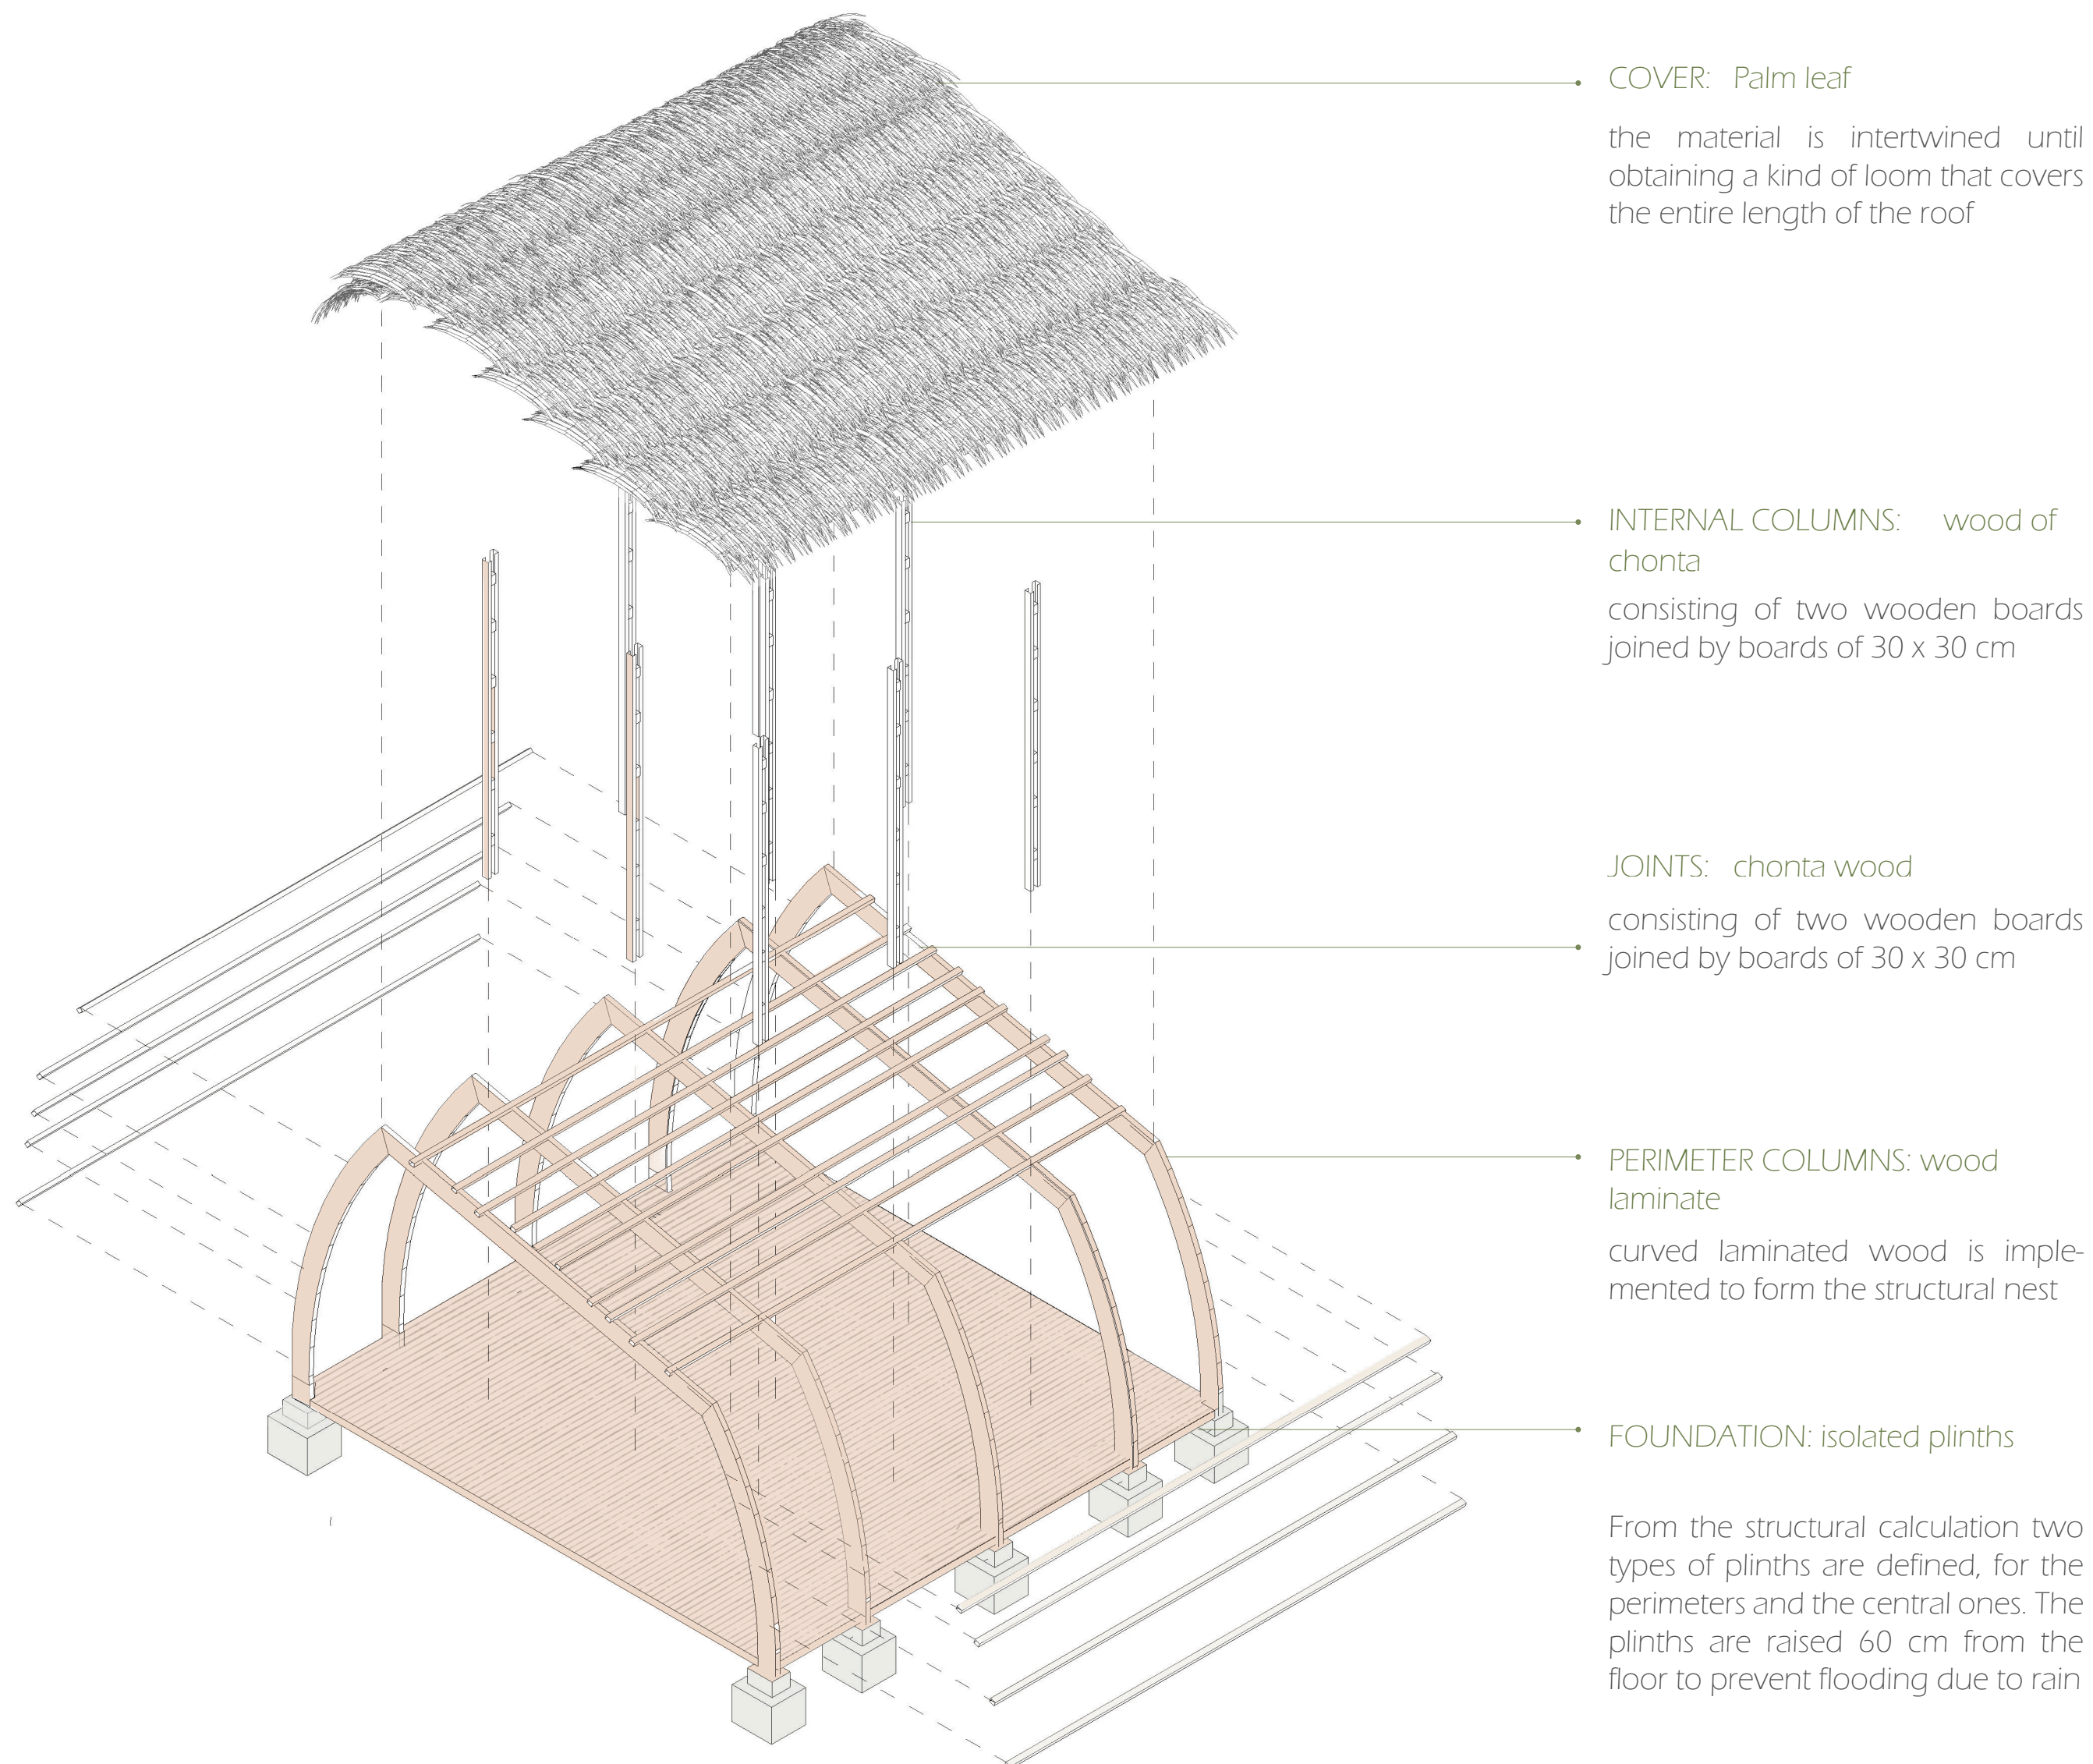 COVER: Palm leaf
the material is intertwined until
obtaining a kind of loom that covers
the entire length of the roof
INTERNAL COLUMNS: wood of
chonta
consisting of two wooden boards
joined by boards of 30 x 30 cm
JOINTS: chonta wood
consisting of two wooden boards
joined by boards of 30 x 30 cm
PERIMETER COLUMNS: wood
laminate
curved laminated wood is imple-
mented to form the structural nest
FOUNDATION: isolated plinths
From the structural calculation two
types of plinths are defined, for the
perimeters and the central ones. The
plinths are raised 60 cm from the
floor to prevent flooding due to rain